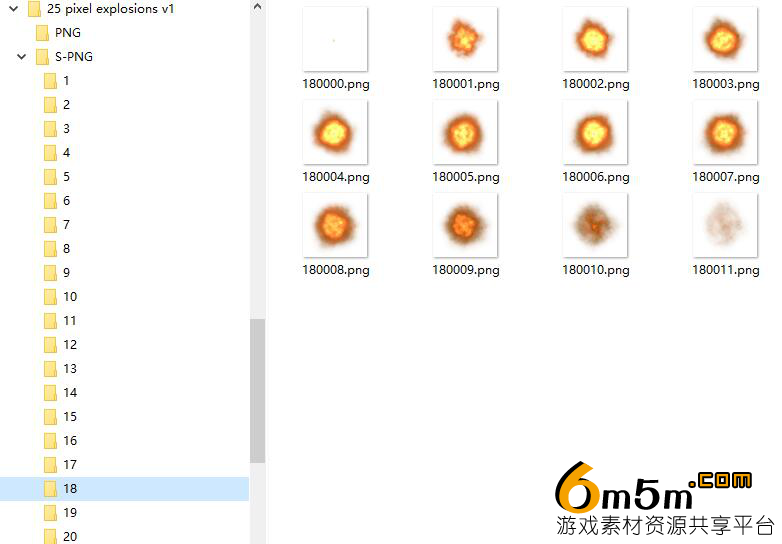 25 pixel explosions v1
PNG
S-PNG
1
2
3
4
5
6
7
8
9
10
11
12
13
14
15
16
17
18
19
20
180000.png 180001.png 180002.png 180003.png
180004.png 180005.png 180006.png 180007.png
180008.png 180009.png 180010.png 180011.png
6m5m.com
游戏素材资源共享平台